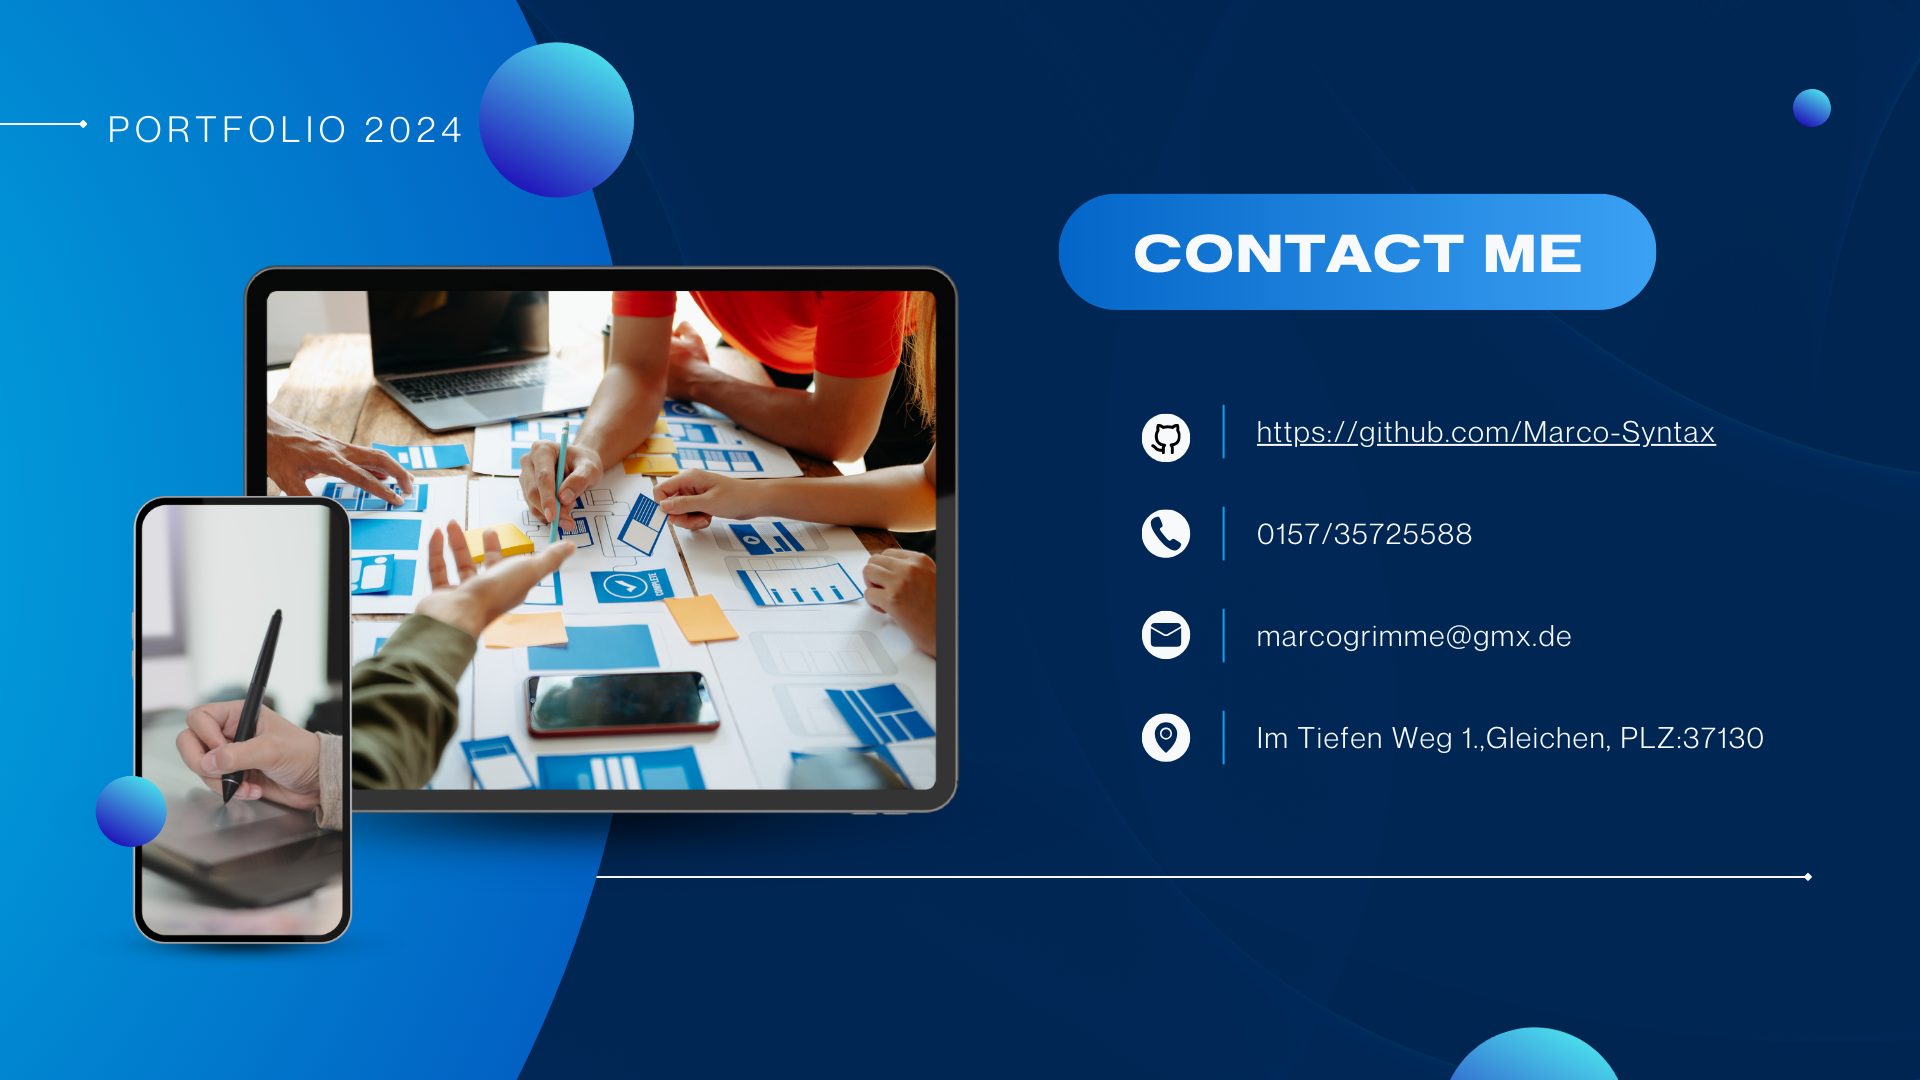 PORTFOLIO 2024
CONTACT ME
https://github.com/Marco-Syntax
0157/35725588
marcogrimme@gmx.de
Im Tiefen Weg 1.,Gleichen, PLZ:37130
COMPLETE